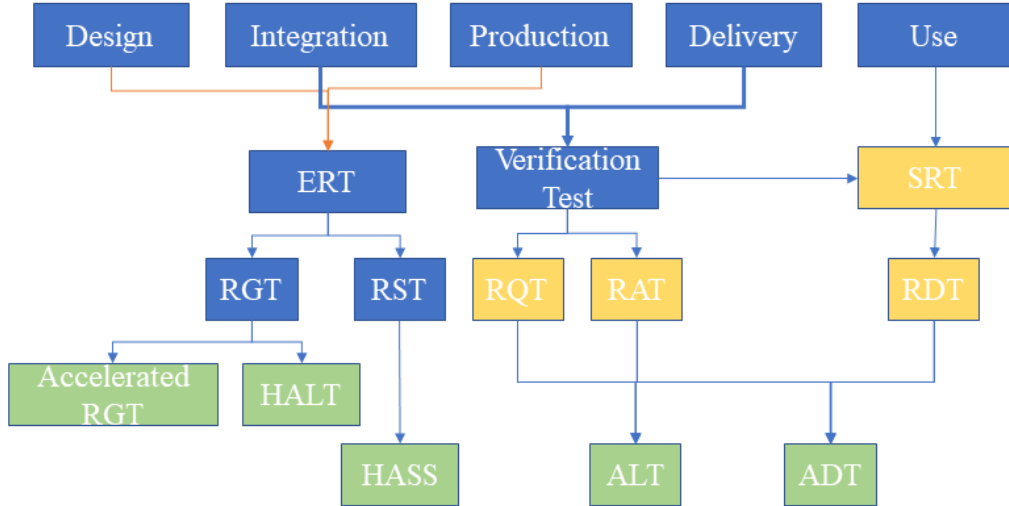 Design
Integration
Production
Delivery
Use
ERT
Verification
Test
SRT
RGT
RST
RQT
RAT
RDT
Accelerated
RGT
HALT
HASS
ALT
ADT